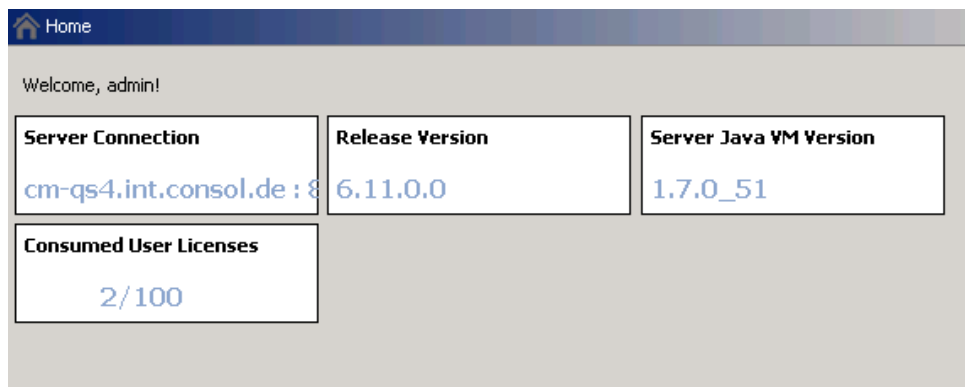 Home
Welcome, admin!
Server Connection
cm-qs4.int.consol.de : 8
Release Version
6.11.0.0
Server Java VM Version
1.7.0_51
Consumed User Licenses
2/100